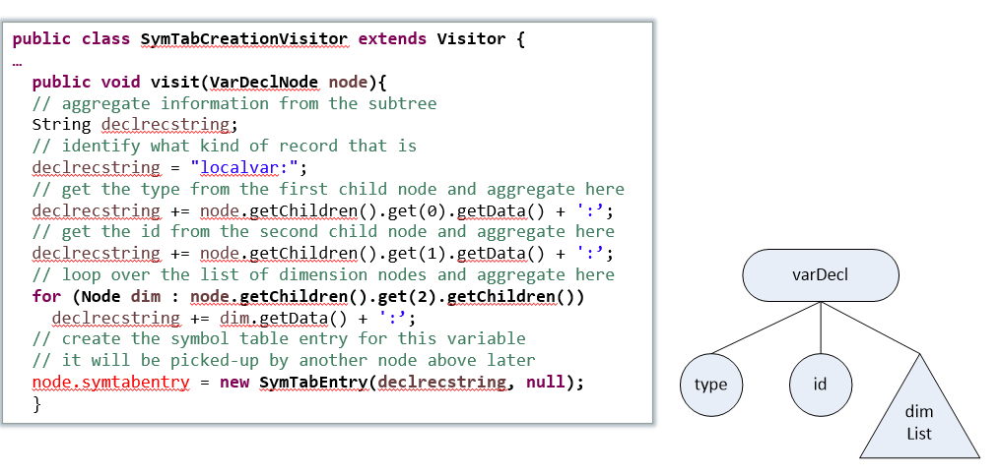 public class SymTabCreationVisitor extends Visitor {
…
public void visit(VarDeclNode node){
// aggregate information from the subtree
String declrecstring;
// identify what kind of record that is
declrecstring = "localvar:";
// get the type from the first child node and aggregate here
declrecstring += node.getChildren().get(0).getData() + ':’;
// get the id from the second child node and aggregate here
declrecstring += node.getChildren().get(1).getData() + ':’;
// loop over the list of dimension nodes and aggregate here
for (Node dim : node.getChildren().get(2).getChildren())
declrecstring += dim.getData() + ':’;
// create the symbol table entry for this variable
// it will be picked-up by another node above later
node.symtabentry = new SymTabEntry(declrecstring, null);
}
varDecl
type
id
dim
List